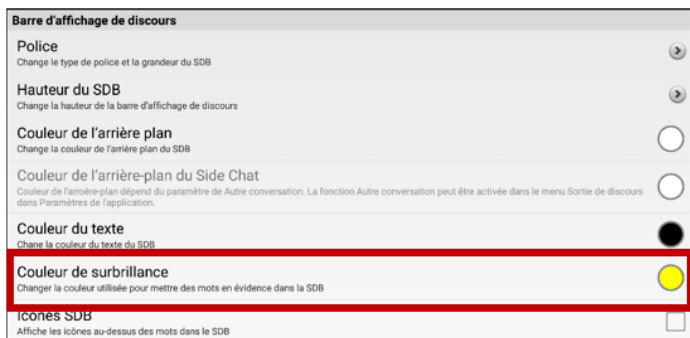 Barre d'affichage de discours
Police
Change le type de police et la grandeur du SDB
Hauteur du SDB
Change la hauteur de la barre d'affichage de discours
Couleur de l'arrière plan
Change la couleur de l'arrière plan du SDB
Couleur de l'arrière-plan du Side Chat
Couleur de l'arroère-plan dépend du paramètre de Autre conversation. La fonction Autre conversation peut être activée dans le menu Sortie de discours
dans Paramètres de l'application.
Couleur du texte
Chane la couleur du texte du SDB
Couleur de surbrillance
Changer la couleur utilisée pour mettre des mots en évidence dans la SDB
Icônes SDB
Affiche les icônes au-dessus des mots dans le SDB